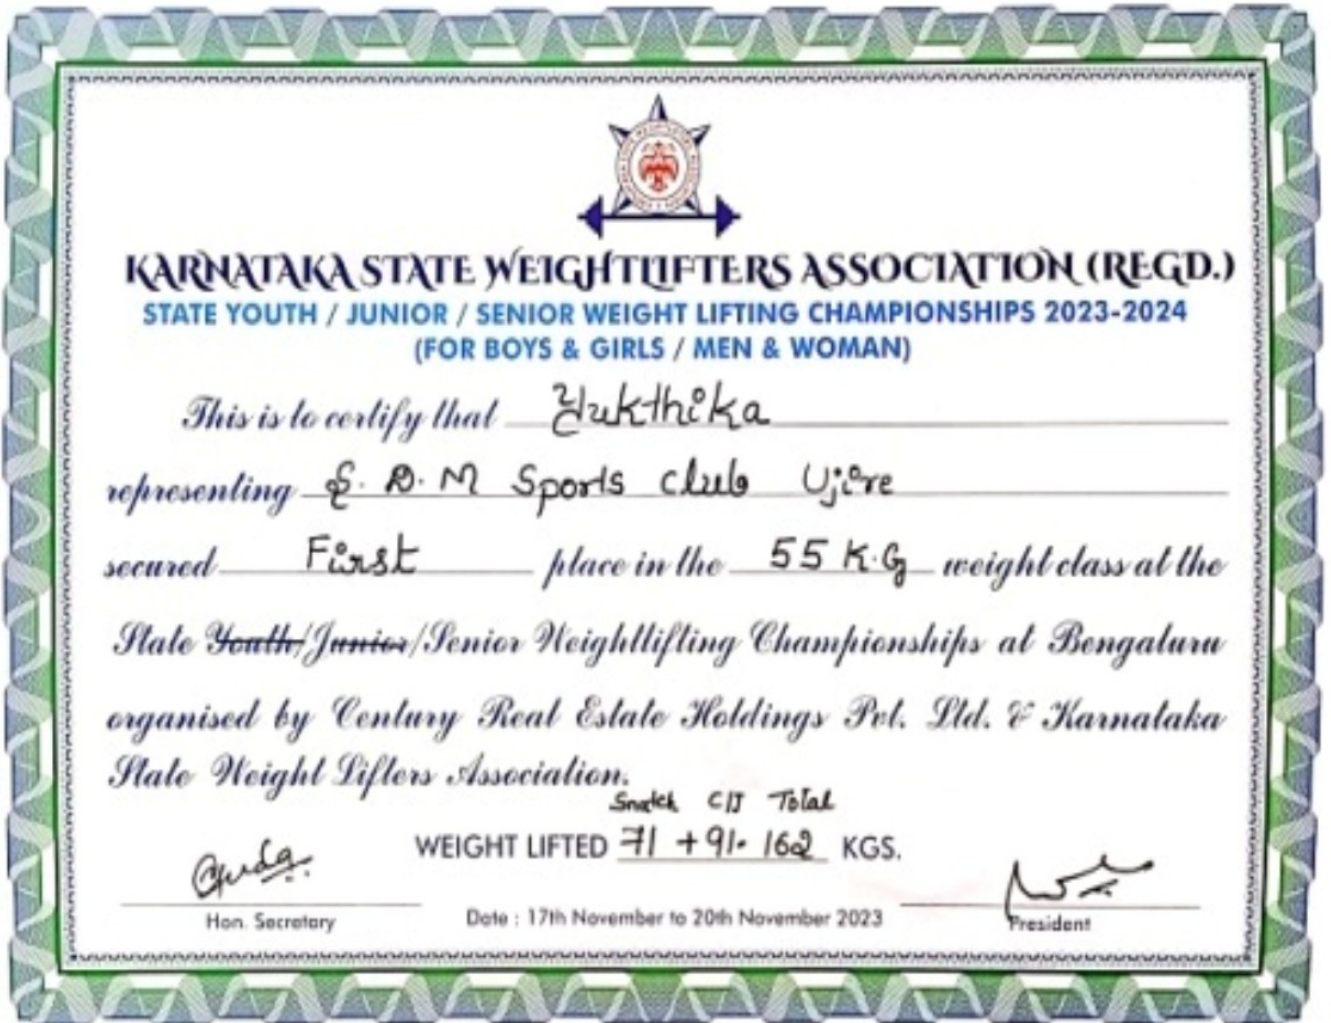 KARNATAKA STATE WEIGHTLIFTERS ASSOCIATION (REGD.)
STATE YOUTH / JUNIOR / SENIOR WEIGHT LIFTING CHAMPIONSHIPS 2023-2024
(FOR BOYS & GIRLS / MEN & WOMAN)
This is to certify that Yukthika
representing S. D. M Sports club Ujire
secured First place in the 55 K.G weight class at the
State Youth/Junior/Senior Weightlifting Championships at Bengaluru
organised by Century Real Estate Holdings Pvt. Ltd. & Karnataka
State Weight Lifters Association.
Snatch C/J Total
WEIGHT LIFTED 71 + 91. 162 KGS.
Hon. Secretary Date : 17th November to 20th November 2023 President